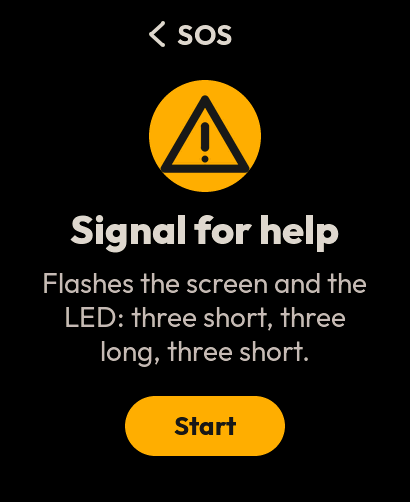 SOS
Signal for help
Flashes the screen and the
LED: three short, three
long, three short.
Start